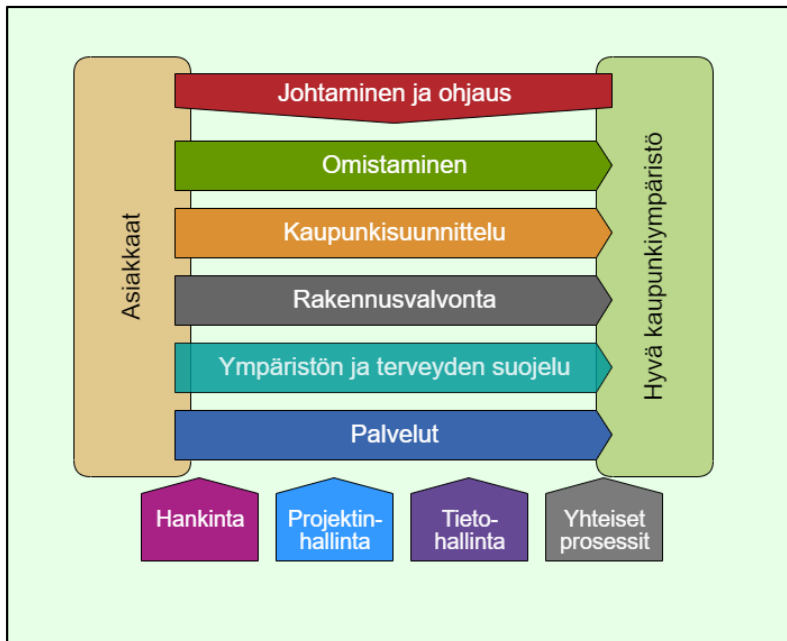 Johtaminen ja ohjaus
Asiakkaat
Omistaminen
Kaupunkisuunnittelu
Rakennusvalvonta
Ympäristön ja terveyden suojelu
Palvelut
Hyvä kaupunkiympäristö
Hankinta
Projektin-
hallinta
Tieto-
hallinta
Yhteiset
prosessit